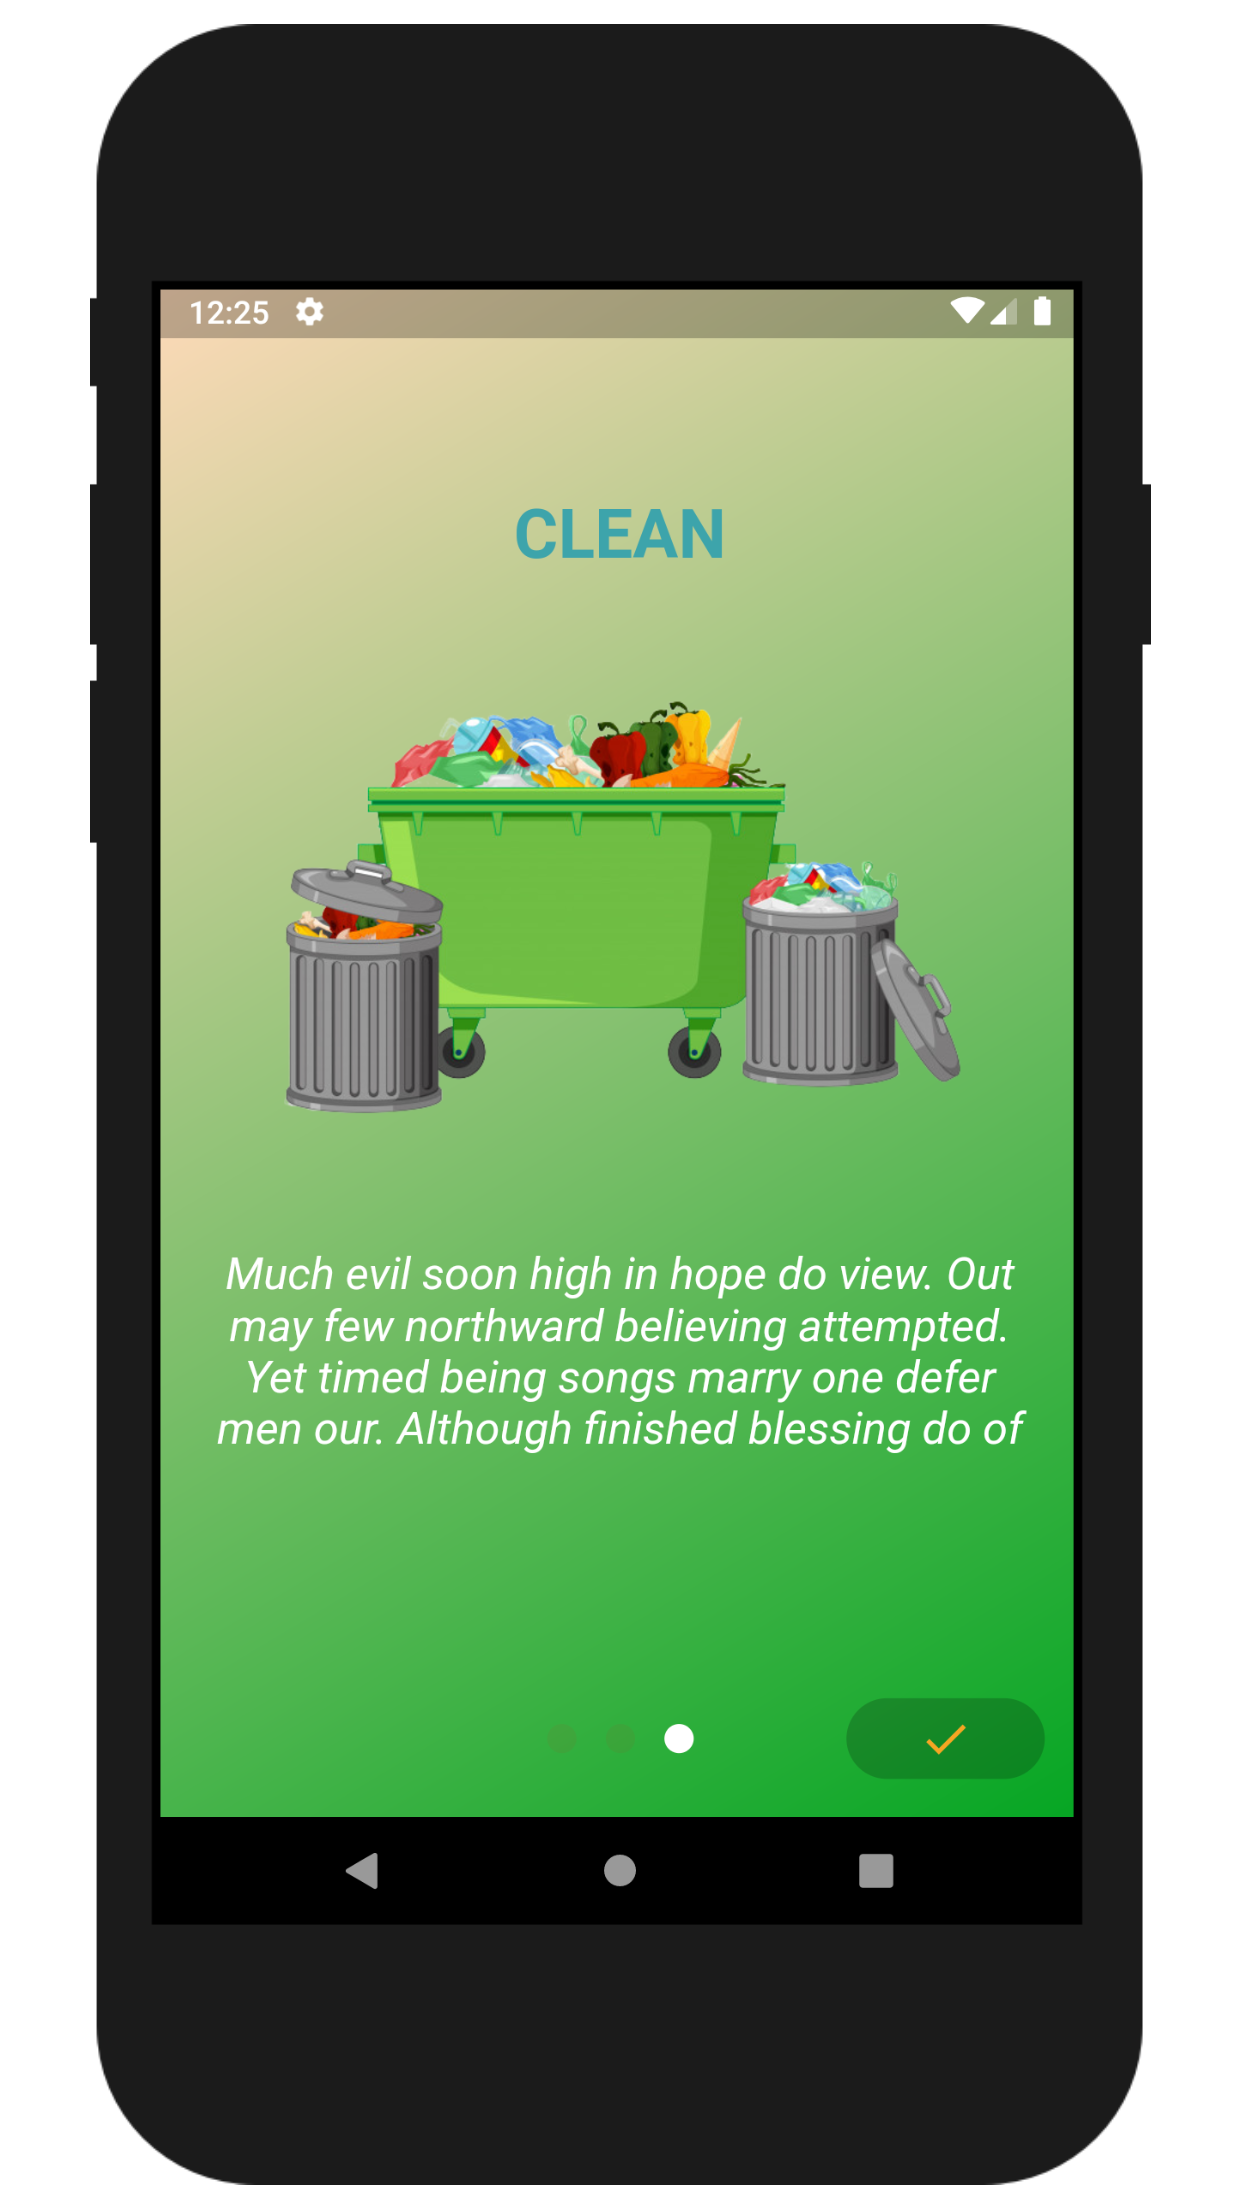 12:25
CLEAN
Much evil soon high in hope do view. Out
may few northward believing attempted.
Yet timed being songs marry one defer
men our. Although finished blessing do of